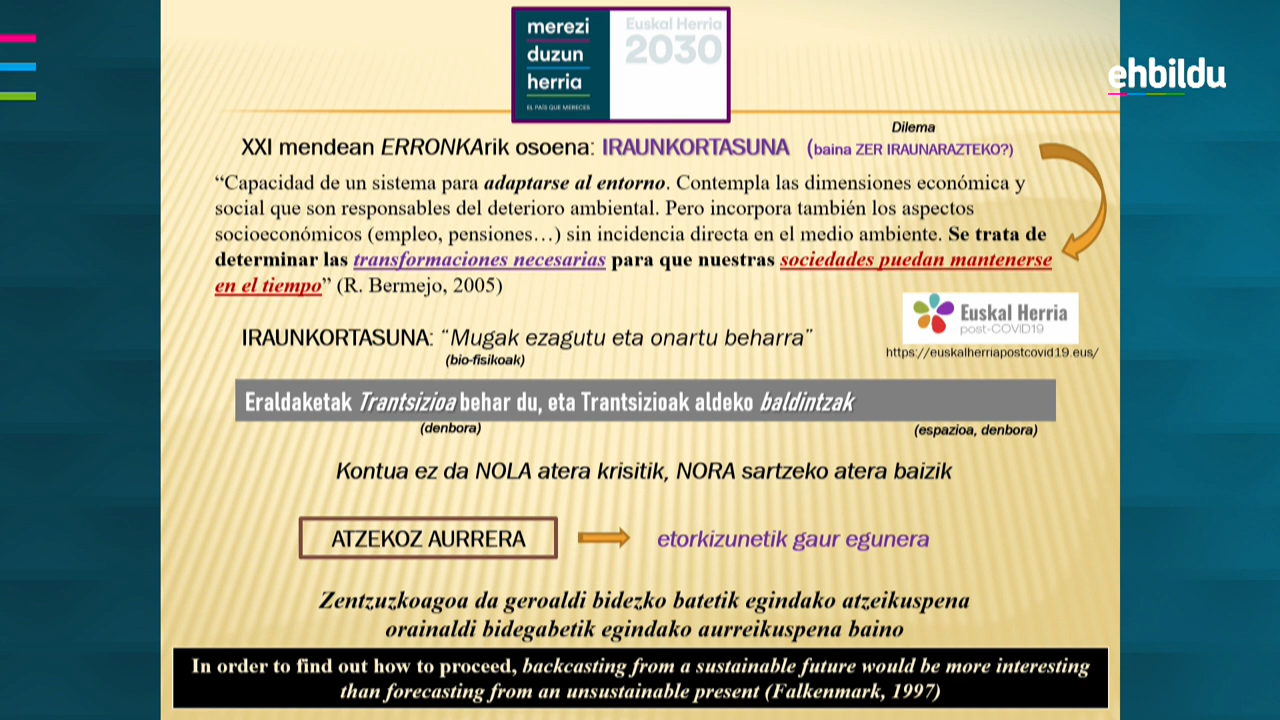 merezi
duzun
herria
EL PAÍS QUE MERECES
Euskal Herria
2030
ehbildu
Dilema
XXI mendean ERRONKArik osoena: IRAUNKORTASUNA (baina ZER IRAUNARAZTEKO?)
“Capacidad de un sistema para adaptarse al entorno. Contempla las dimensiones económica y
social que son responsables del deterioro ambiental. Pero incorpora también los aspectos
socioeconómicos (empleo, pensiones…) sin incidencia directa en el medio ambiente. Se trata de
determinar las transformaciones necesarias para que nuestras sociedades puedan mantenerse
en el tiempo” (R. Bermejo, 2005)
Euskal Herria
post-COVID19
https://euskalherriapostcovid19.eus/
IRAUNKORTASUNA: “Mugak ezagutu eta onartu beharra”
(bio-fisikoak)
Eraldaketak Trantsizioa behar du, eta Trantsizioak aldeko baldintzak
(denbora)
(espazioa, denbora)
Kontua ez da NOLA atera krisitik, NORA sartzeko atera baizik
ATZEKOZ AURRERA
etorkizunetik gaur egunera
Zentzuzkoagoa da geroaldi bidezko batetik egindako atzeikuspena
orainaldi bidegabetik egindako aurreikuspena baino
In order to find out how to proceed, backcasting from a sustainable future would be more interesting
than forecasting from an unsustainable present (Falkenmark, 1997)